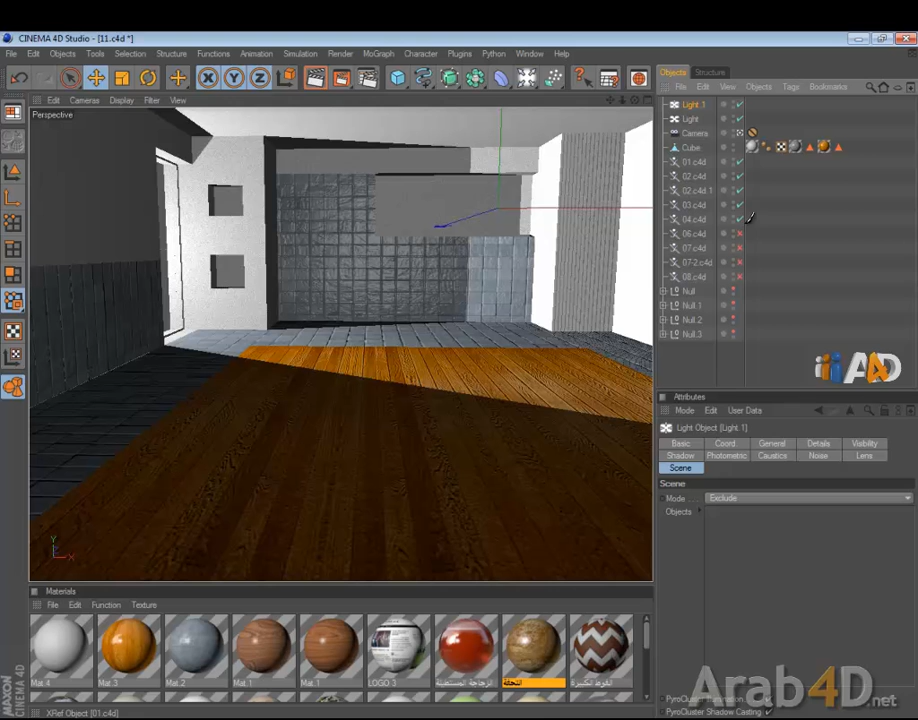 CINEMA 4D Studio - [11.c4d *]
File Edit Objects Tools Selection Structure Functions Animation Simulation Render MoGraph Character Plugins Python Window Help
Edit Cameras Display Filter View
Perspective
Objects Structure
File Edit View Objects Tags Bookmarks
Light.1
Light
Camera
Cube
01.c4d
02.c4d
02.c4d.1
03.c4d
04.c4d
06.c4d
07.c4d
07-2.c4d
08.c4d
Null
Null.1
Null.2
Null.3
A4D
Attributes
Mode Edit User Data
Light Object [Light.1]
Basic Coord. General Details Visibility
Shadow Photometric Caustics Noise Lens
Scene
Scene
Mode Exclude
Objects
X Y Z
Y
X
Materials
File Edit Function Texture
Mat.4 Mat.3 Mat.2 Mat.1 Mat.1 LOGO 3
Arab4D.net
PyroCluster Shadow Casting
MAXON
CINEMA 4D
XRef Object [01.c4d]